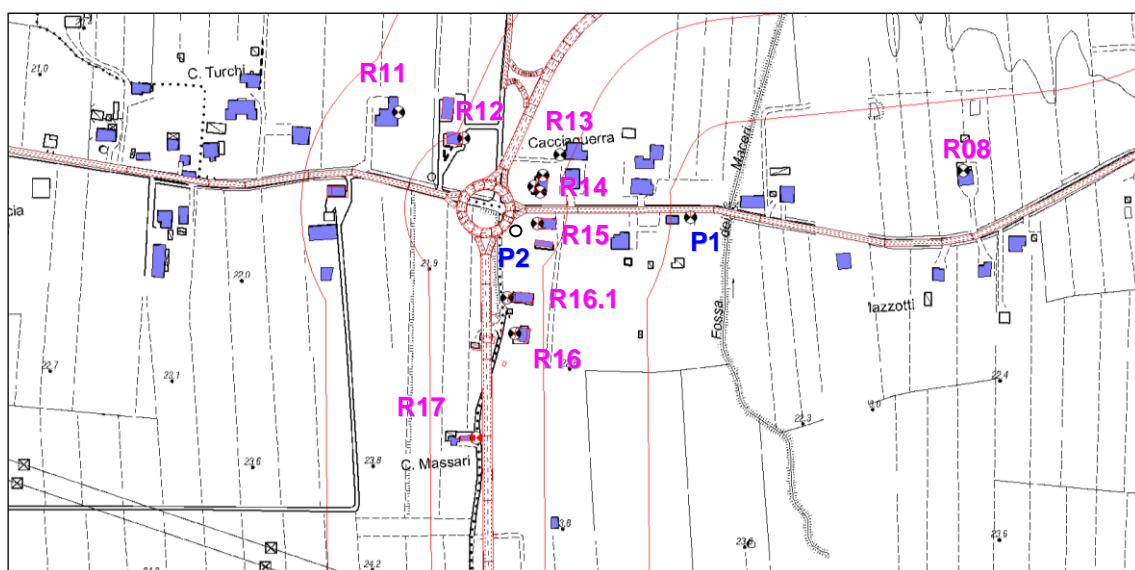 21,0
C. Turchi
R11
R12
R13
Cacciaguerra
R08
R14
Maceri
dei
Fossa
R15
P1
P2
21,9
22,0
R16.1
R16
22,7
23,1
22,4
22,3
R17
C. Massari
23,6
23,8
23,6
24,2